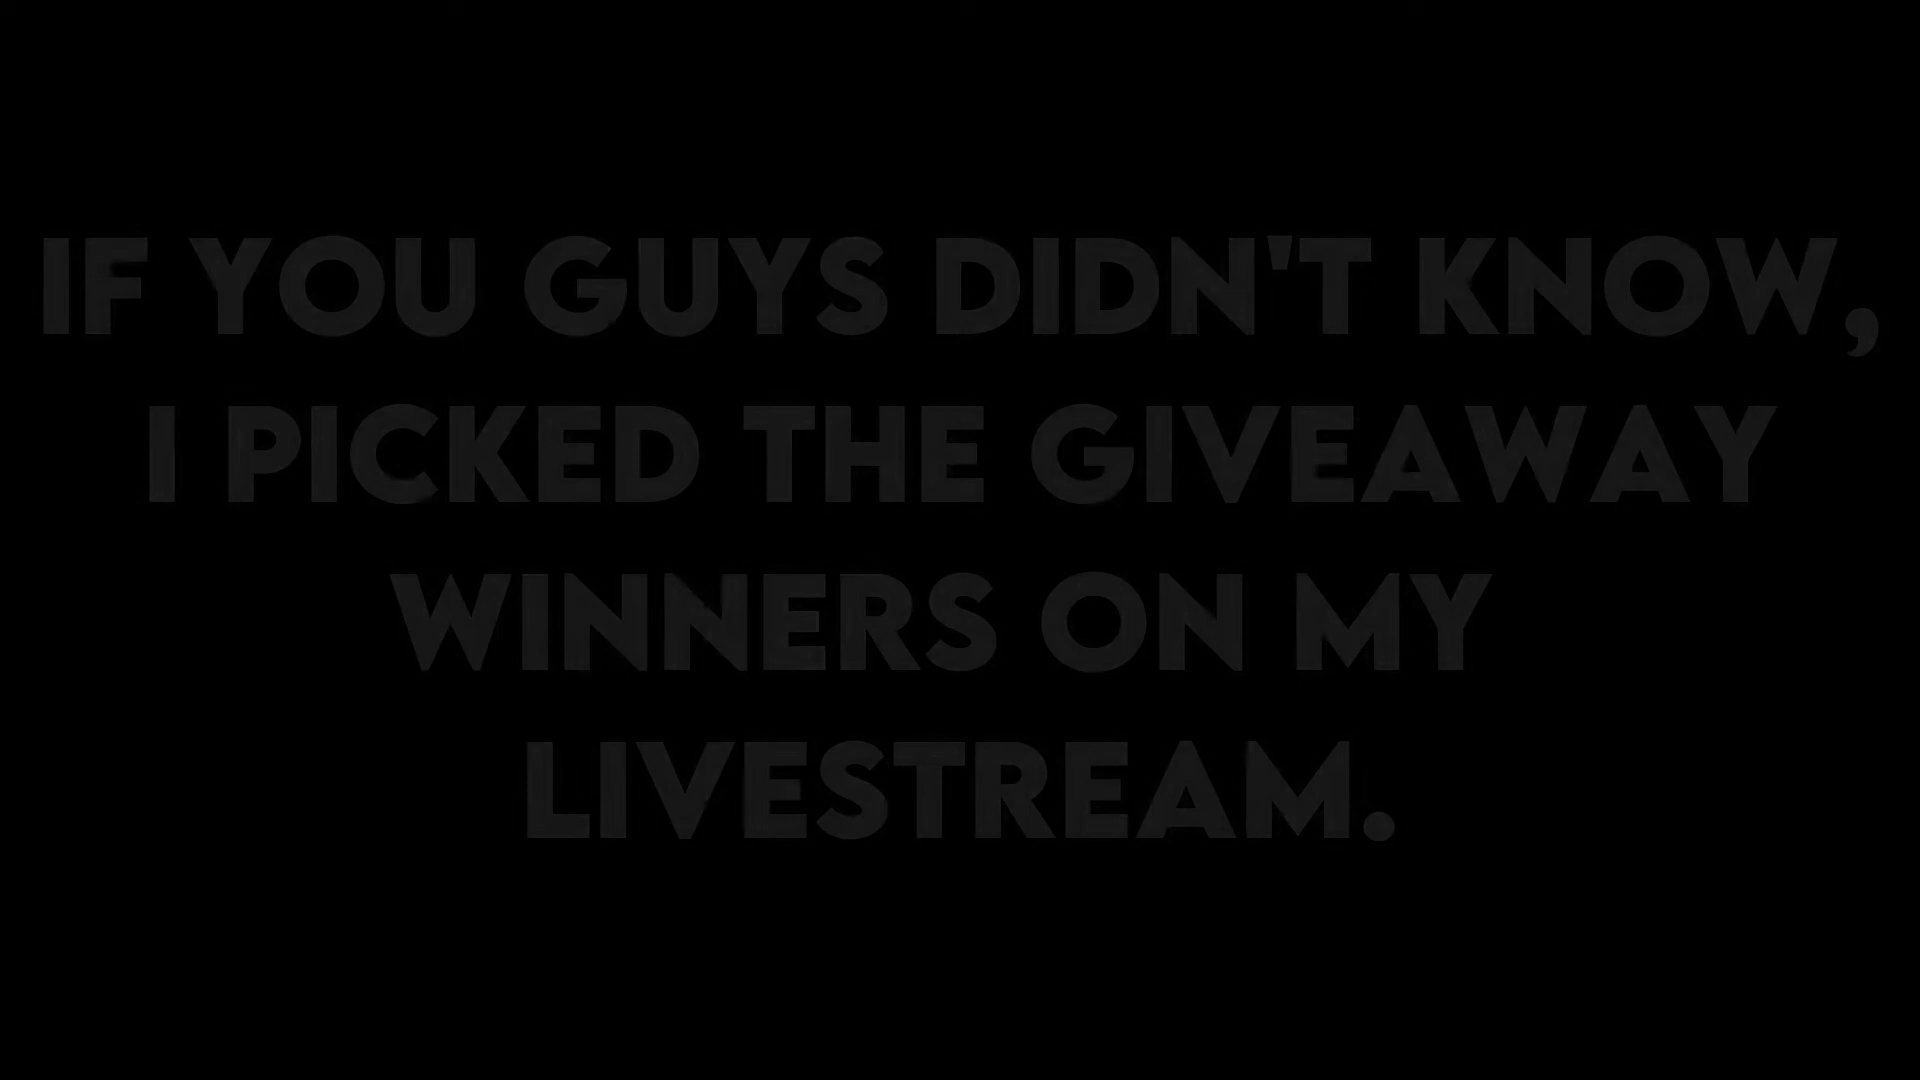 IF YOU GUYS DIDN'T KNOW,
I PICKED THE GIVEAWAY
WINNERS ON MY
LIVESTREAM.